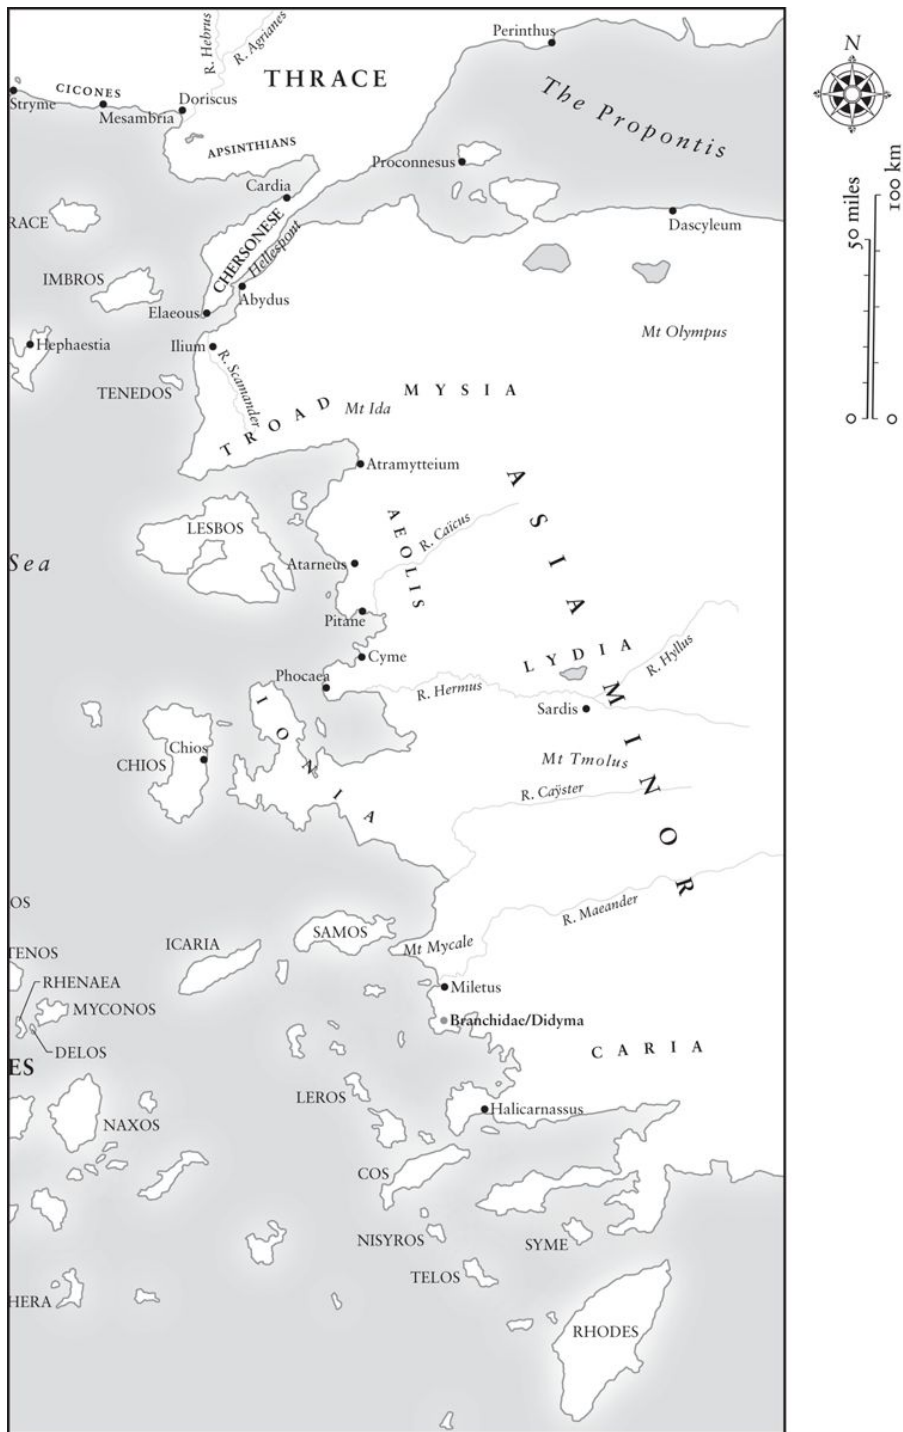 Perinthus
R. Hebrus
R. Agrianes
THRACE
N
The Propontis
CICONES
Stryme
Mesambria
Doriscus
APSINTHIANS
Proconnesus
50 miles
100 km
Cardia
RACE
Dascyleum
CHERSONESE
Hellespont
IMBROS
Abydus
Elaeous
Mt Olympus
Hephaestia
Ilium
R. Scamander
TENEDOS
MYSIA
Mt Ida
TROAD
0
0
Atramytteium
ASIA MINOR
LESBOS
AEOLIS
R. Caïcus
Sea
Atarneus
Pitane
Cyme
LYDIA
R. Hyllus
Phocaea
R. Hermus
Sardis
IONIA
Chios
CHIOS
Mt Tmolus
R. Caÿster
OS
R. Maeander
SAMOS
ICARIA
Mt Mycale
TENOS
RHENAEA
Miletus
MYCONOS
Branchidae/Didyma
DELOS
CARIA
ES
LEROS
Halicarnassus
NAXOS
COS
NISYROS
SYME
TELOS
HERA
RHODES